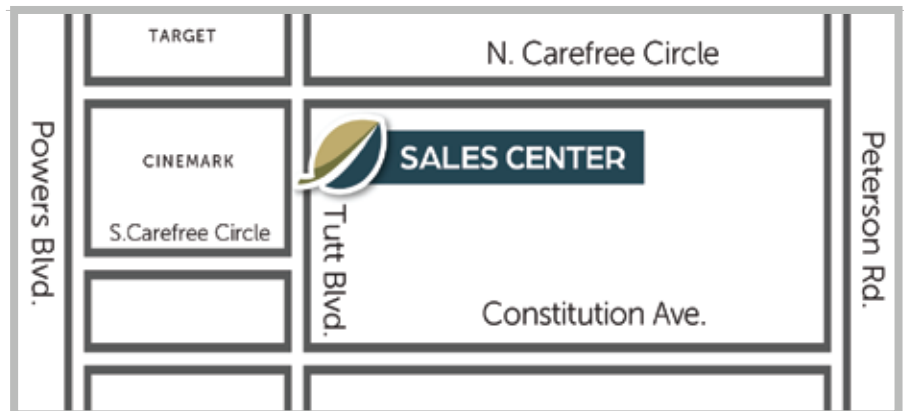 TARGET
N. Carefree Circle
Powers Blvd.
CINEMARK
SALES CENTER
Peterson Rd.
S.Carefree Circle
Tutt Blvd.
Constitution Ave.